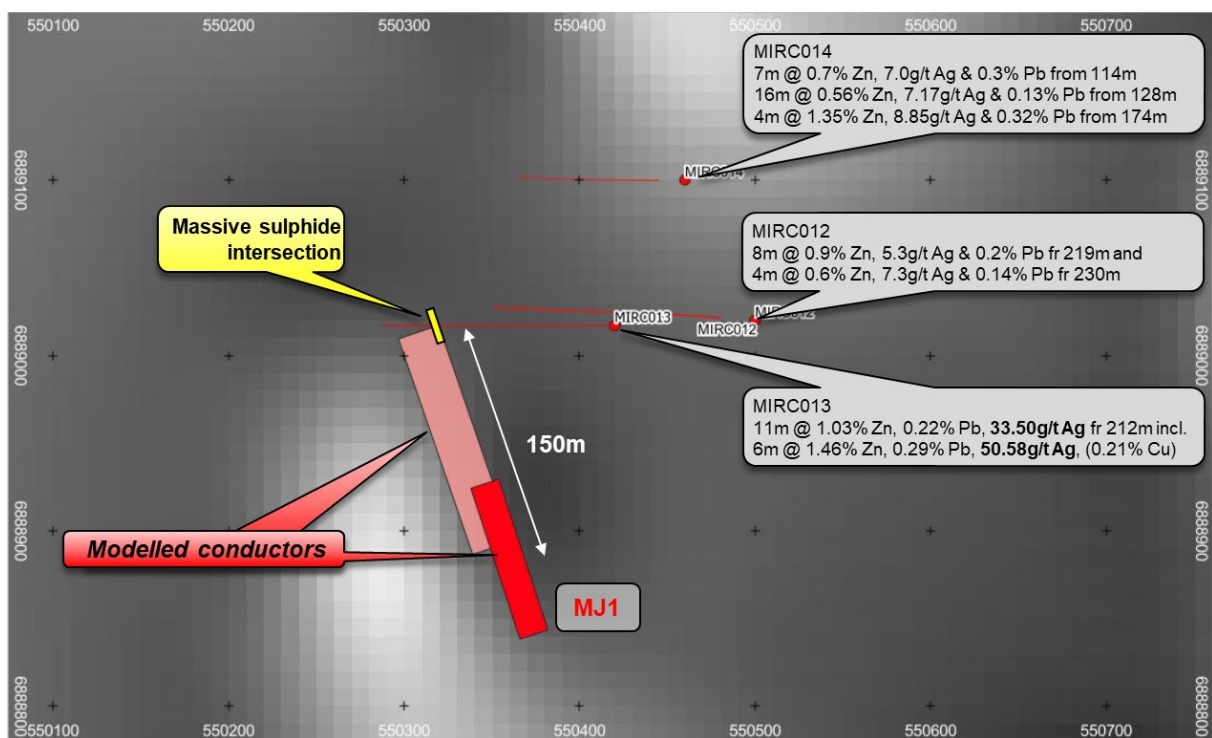 550100 550200 550300 550400 550500 550600 550700
MIRC014
7m @ 0.7% Zn, 7.0g/t Ag & 0.3% Pb from 114m
16m @ 0.56% Zn, 7.17g/t Ag & 0.13% Pb from 128m
4m @ 1.35% Zn, 8.85g/t Ag & 0.32% Pb from 174m
6889100
6889100
MIRC014
Massive sulphide
intersection
MIRC012
8m @ 0.9% Zn, 5.3g/t Ag & 0.2% Pb fr 219m and
4m @ 0.6% Zn, 7.3g/t Ag & 0.14% Pb fr 230m
MIRC013
MIRC012
MIRC012
6889000
6889000
MIRC013
11m @ 1.03% Zn, 0.22% Pb, 33.50g/t Ag fr 212m incl.
6m @ 1.46% Zn, 0.29% Pb, 50.58g/t Ag, (0.21% Cu)
150m
6888900
6888900
Modelled conductors
MJ1
6888800
6888800
550100 550200 550300 550400 550500 550600 550700